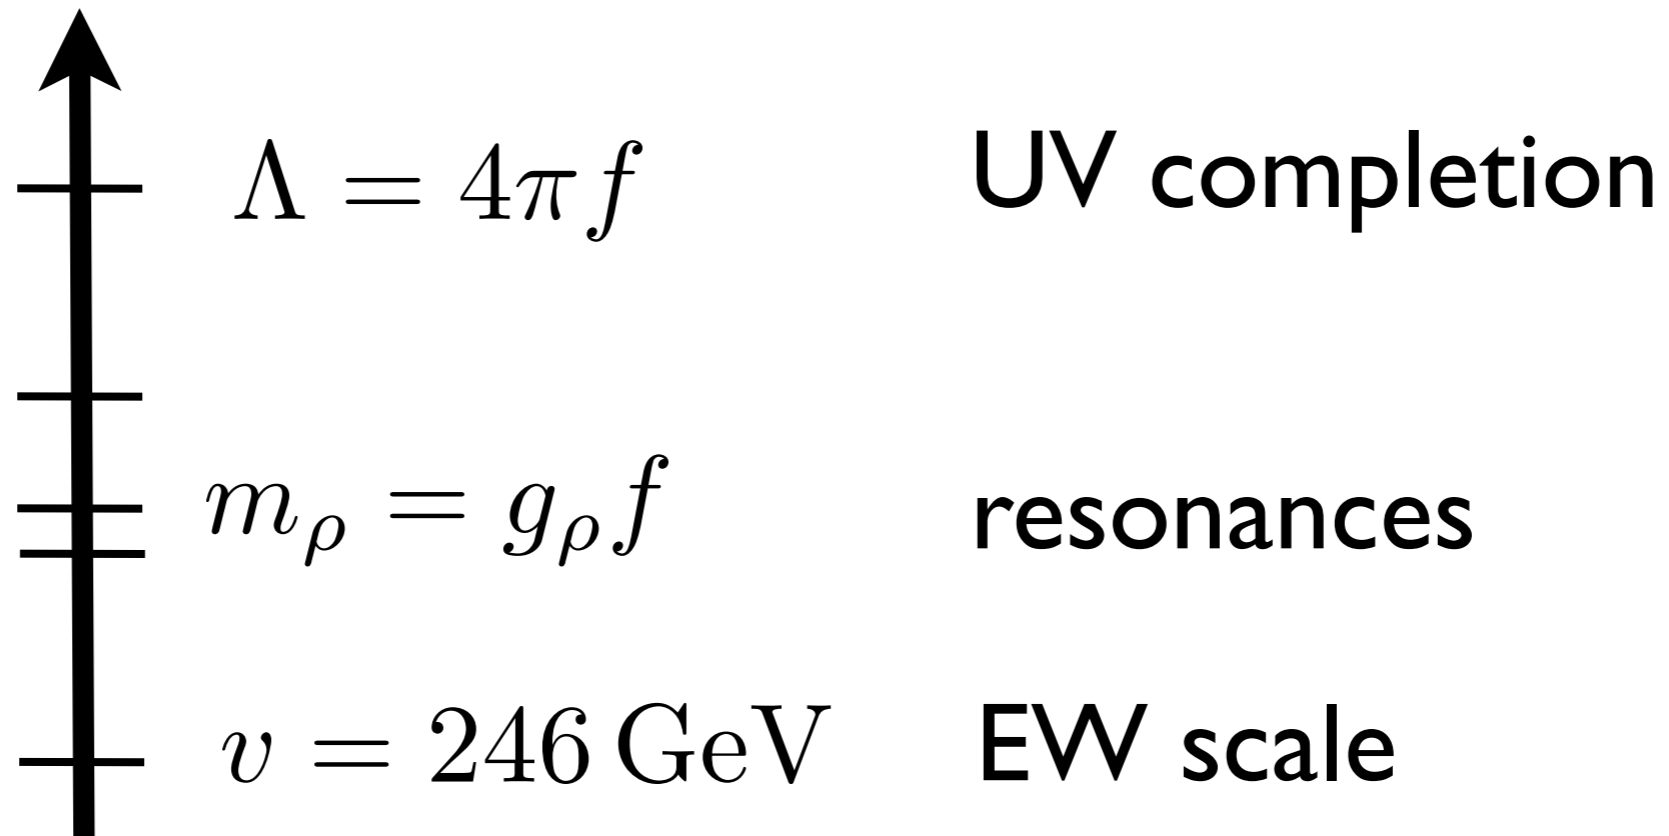 Λ = 4πf UV completion
m_ρ = g_ρ f resonances
v = 246 GeV EW scale